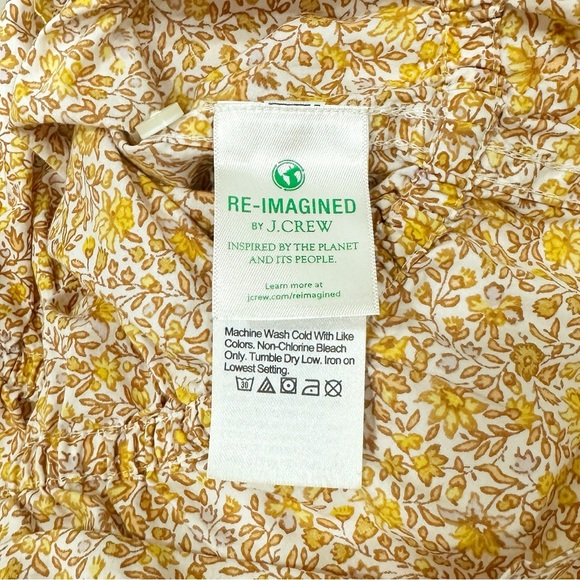 RE-IMAGINED
BY J.CREW
INSPIRED BY THE PLANET
AND ITS PEOPLE.
Learn more at
jcrew.com/reimagined
Machine Wash Cold With Like
Colors. Non-Chlorine Bleach
Only. Tumble Dry Low. Iron on
Lowest Setting.
30